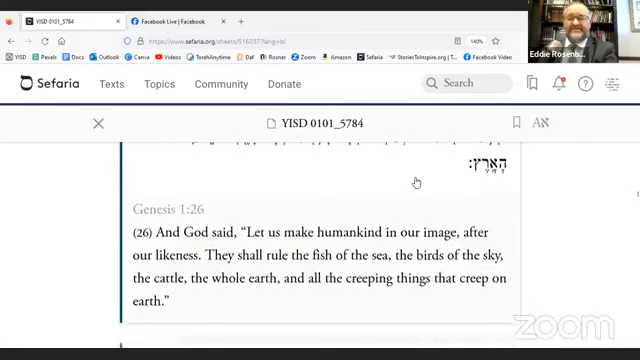 YISD 0101_5784
Facebook Live | Facebook
https://www.sefaria.org/sheets/516037?lang=bi
140%
YISD Pevels Docs Canva Videos TorahAnytime Daf Rosner Zoom Amazon Sefaria StoriesToInspire.org | T... Facebook Video
Eddie Rosenb...
Sefaria Texts Topics Community Donate Search
YISD 0101_5784
הָאָֽרֶץ׃
Genesis 1:26
(26) And God said, “Let us make humankind in our image, after
our likeness. They shall rule the fish of the sea, the birds of the sky,
the cattle, the whole earth, and all the creeping things that creep on
earth.”
zoom